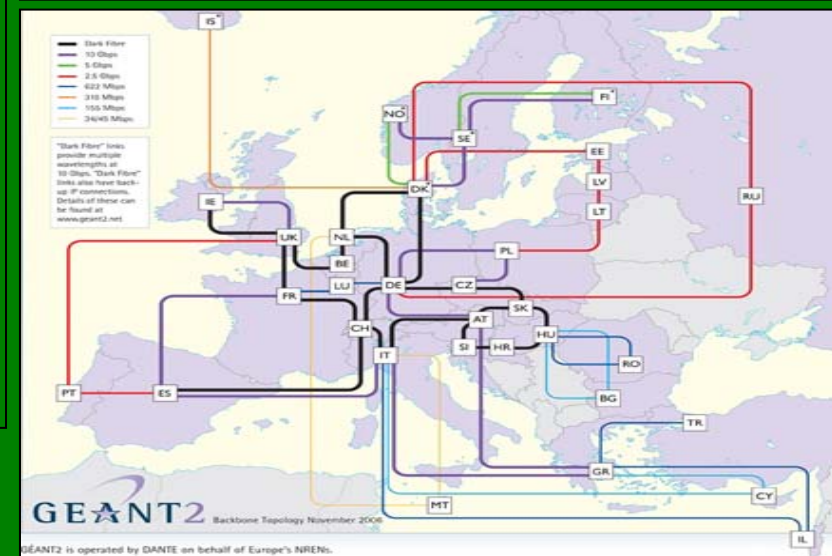 IS*
Dark Fibre
10 Gbps
5 Gbps
2.5 Gbps
622 Mbps
310 Mbps
155 Mbps
34/45 Mbps
"Dark Fibre" links
provide multiple
wavelengths at
10 Gbps. "Dark Fibre"
links also have back-
up IP connections.
Details of these can
be found at
www.geant2.net
FI*
NO*
SE*
EE
LV
DK*
RU
IE
LT
UK
NL
PL
BE
LU
DE
CZ
FR
SK
AT
CH
HU
IT
SI
HR
RO
PT
ES
BG
TR
GR
CY
MT
GEANT2 Backbone Topology November 2006
IL
GÉANT2 is operated by DANTE on behalf of Europe's NRENs.